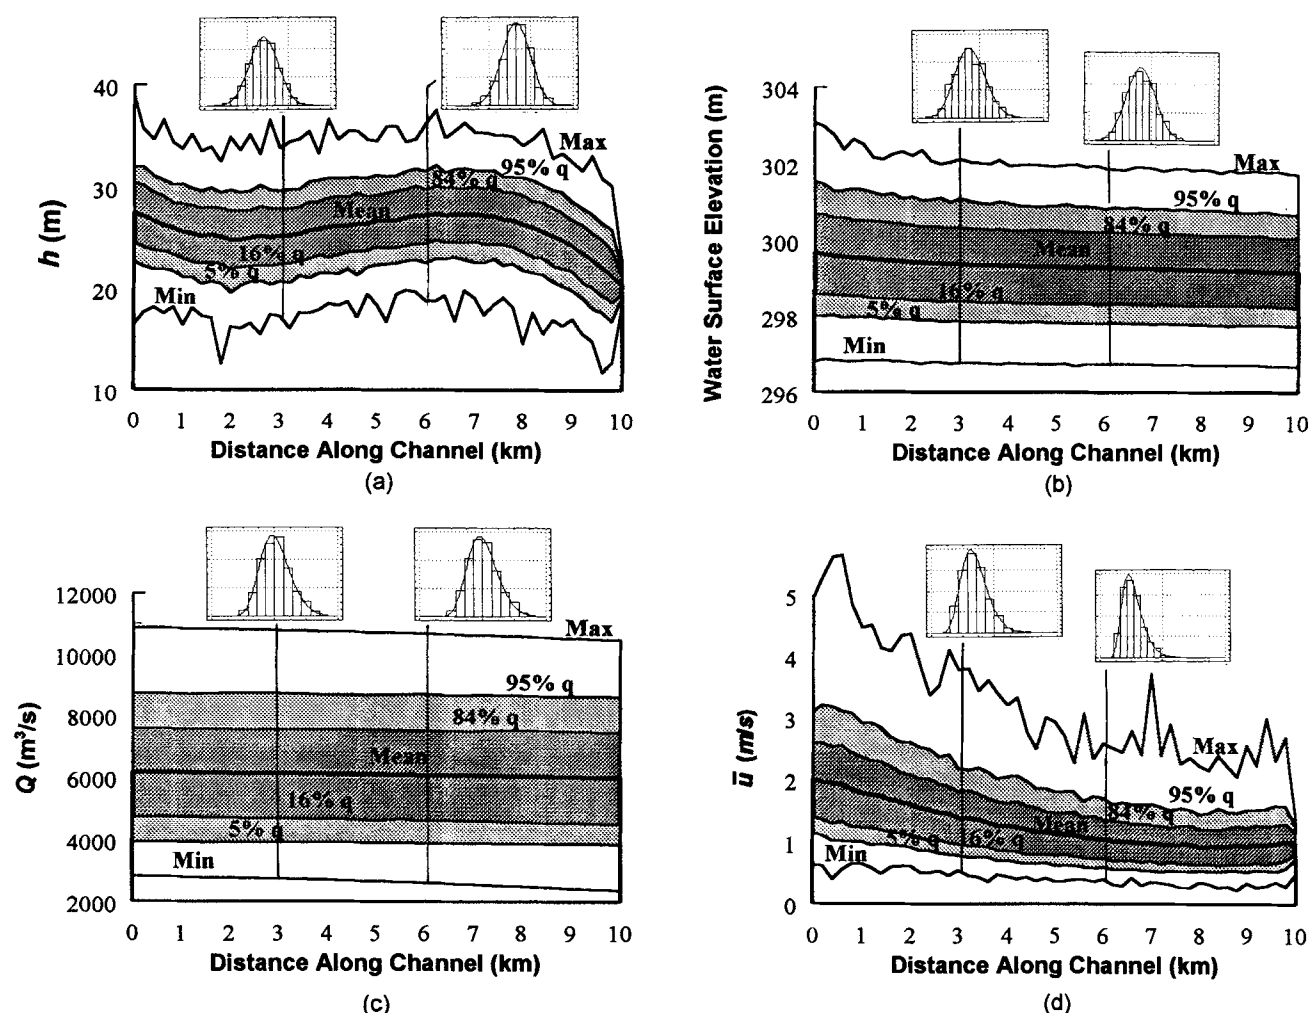 40
30
20
10
h (m)
Max
95% q
84% q
Mean
16% q
5% q
Min
0 1 2 3 4 5 6 7 8 9 10
Distance Along Channel (km)
(a)
304
302
300
298
296
Water Surface Elevation (m)
Max
95% q
84% q
Mean
16% q
5% q
Min
0 1 2 3 4 5 6 7 8 9 10
Distance Along Channel (km)
(b)
12000
10000
8000
6000
4000
2000
Q (m³/s)
Max
95% q
84% q
Mean
16% q
5% q
Min
0 1 2 3 4 5 6 7 8 9 10
Distance Along Channel (km)
(c)
5
4
3
2
1
0
ū (m/s)
Max
95% q
84% q
Mean
5% q 16% q
Min
0 1 2 3 4 5 6 7 8 9 10
Distance Along Channel (km)
(d)